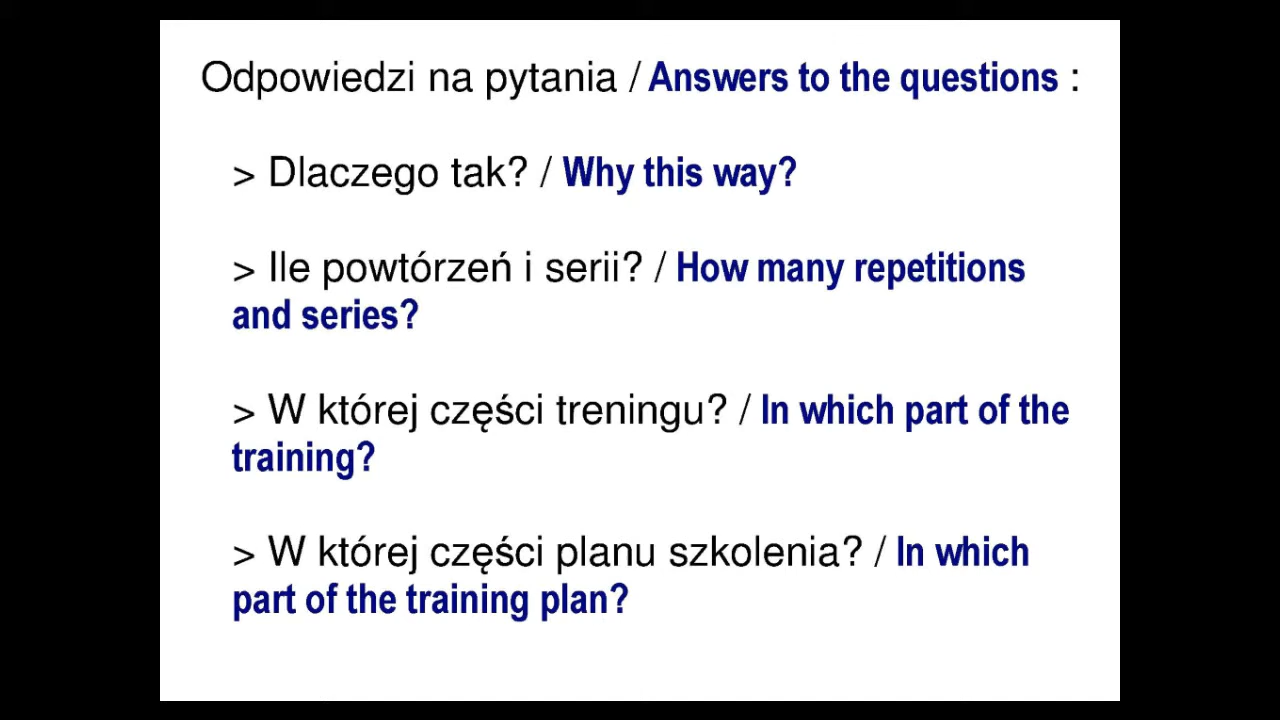 Odpowiedzi na pytania / Answers to the questions :
> Dlaczego tak? / Why this way?
> Ile powtórzeń i serii? / How many repetitions
and series?
> W której części treningu? / In which part of the
training?
> W której części planu szkolenia? / In which
part of the training plan?